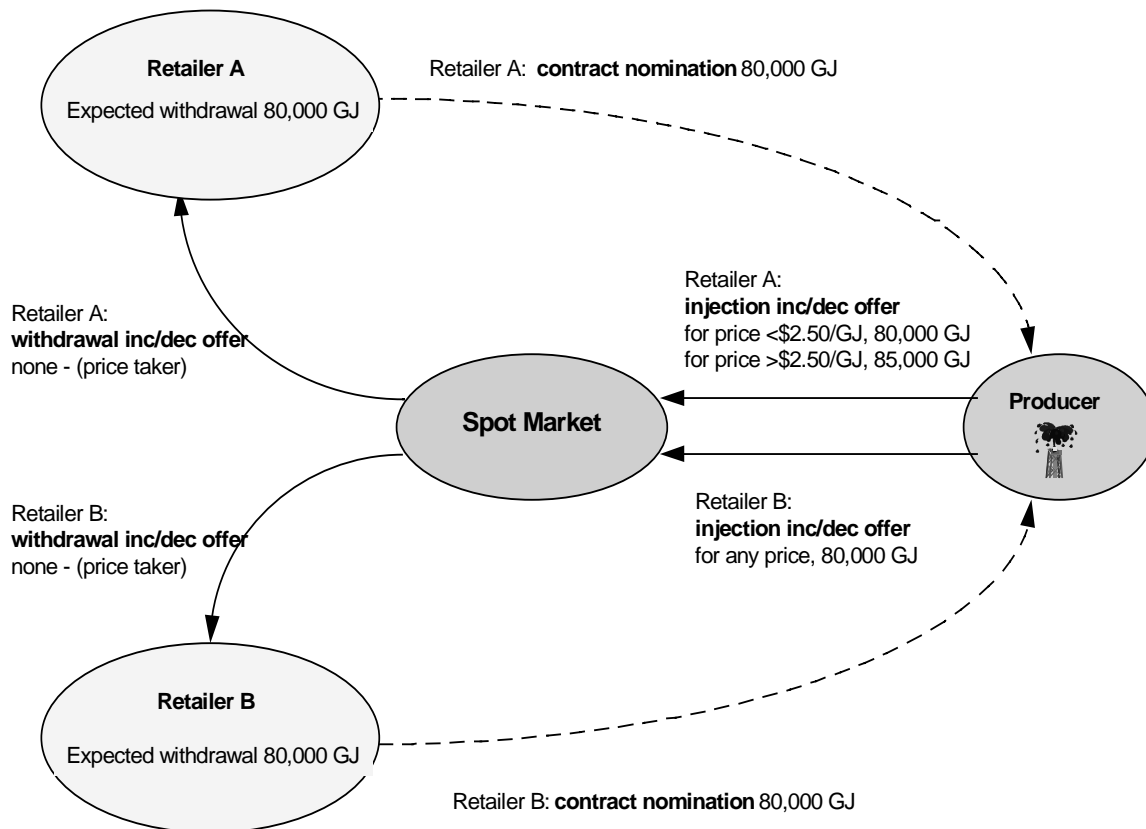 Retailer A
Expected withdrawal 80,000 GJ
Retailer A: contract nomination 80,000 GJ
Retailer A:
withdrawal inc/dec offer
none - (price taker)
Retailer A:
injection inc/dec offer
for price <$2.50/GJ, 80,000 GJ
for price >$2.50/GJ, 85,000 GJ
Spot Market
Producer
Retailer B:
withdrawal inc/dec offer
none - (price taker)
Retailer B:
injection inc/dec offer
for any price, 80,000 GJ
Retailer B
Expected withdrawal 80,000 GJ
Retailer B: contract nomination 80,000 GJ